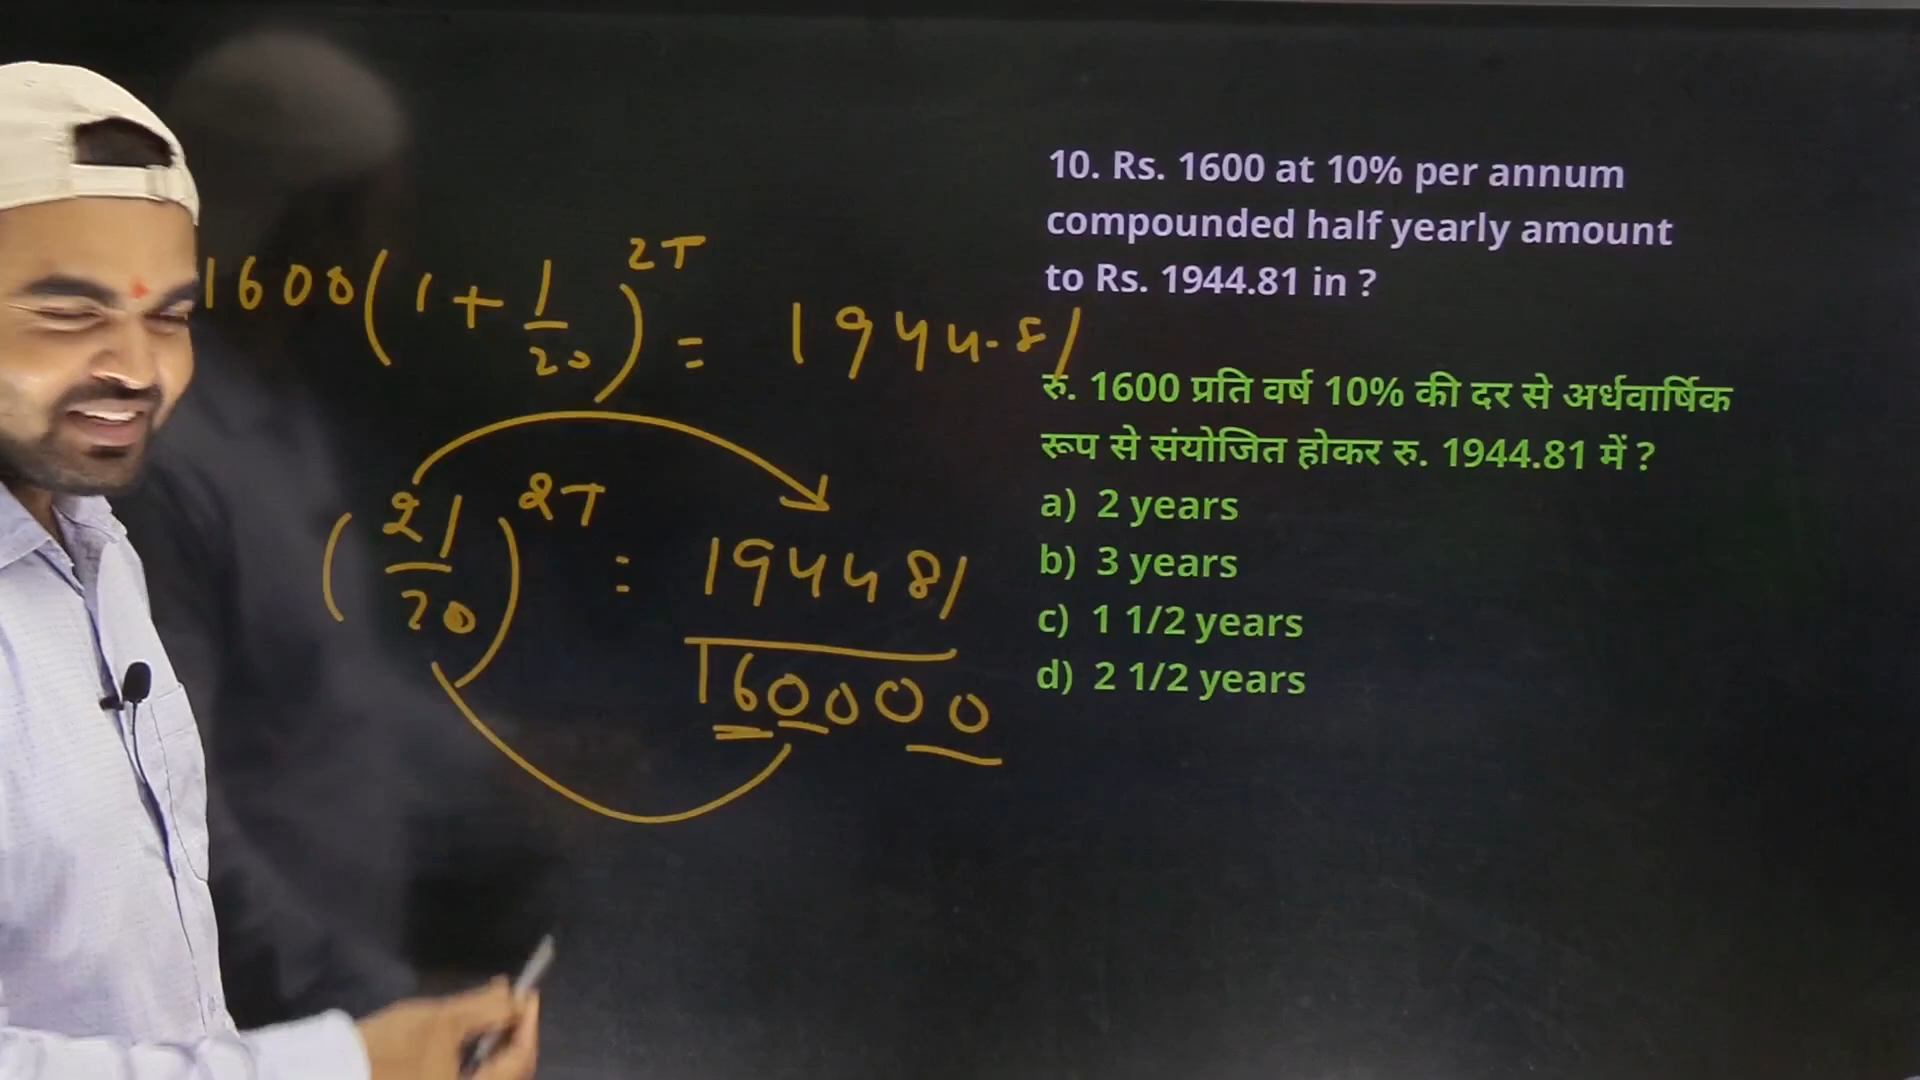 1600(1 + 1/20)^2T = 1944.81
(21/20)^2T = 194481/160000
10. Rs. 1600 at 10% per annum
compounded half yearly amount
to Rs. 1944.81 in ?
रु. 1600 प्रति वर्ष 10% की दर से अर्धवार्षिक
रूप से संयोजित होकर रु. 1944.81 में ?
a) 2 years
b) 3 years
c) 1 1/2 years
d) 2 1/2 years